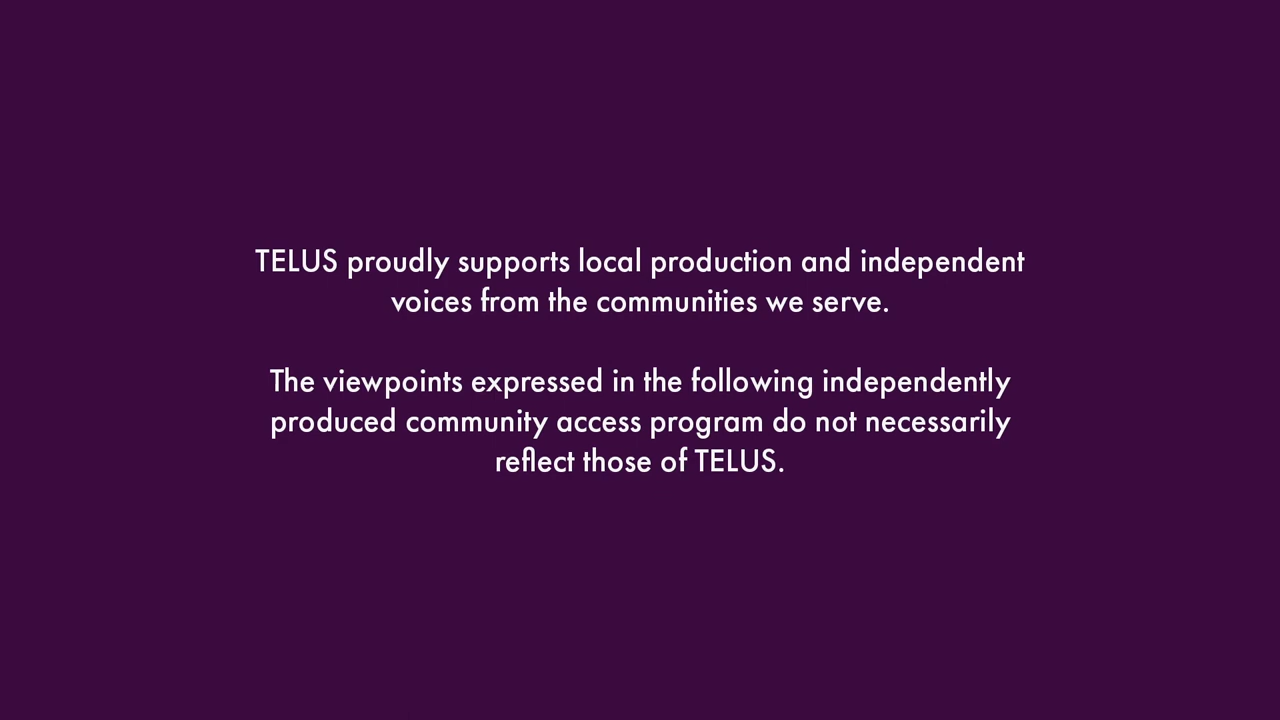 TELUS proudly supports local production and independent
voices from the communities we serve.
The viewpoints expressed in the following independently
produced community access program do not necessarily
reflect those of TELUS.